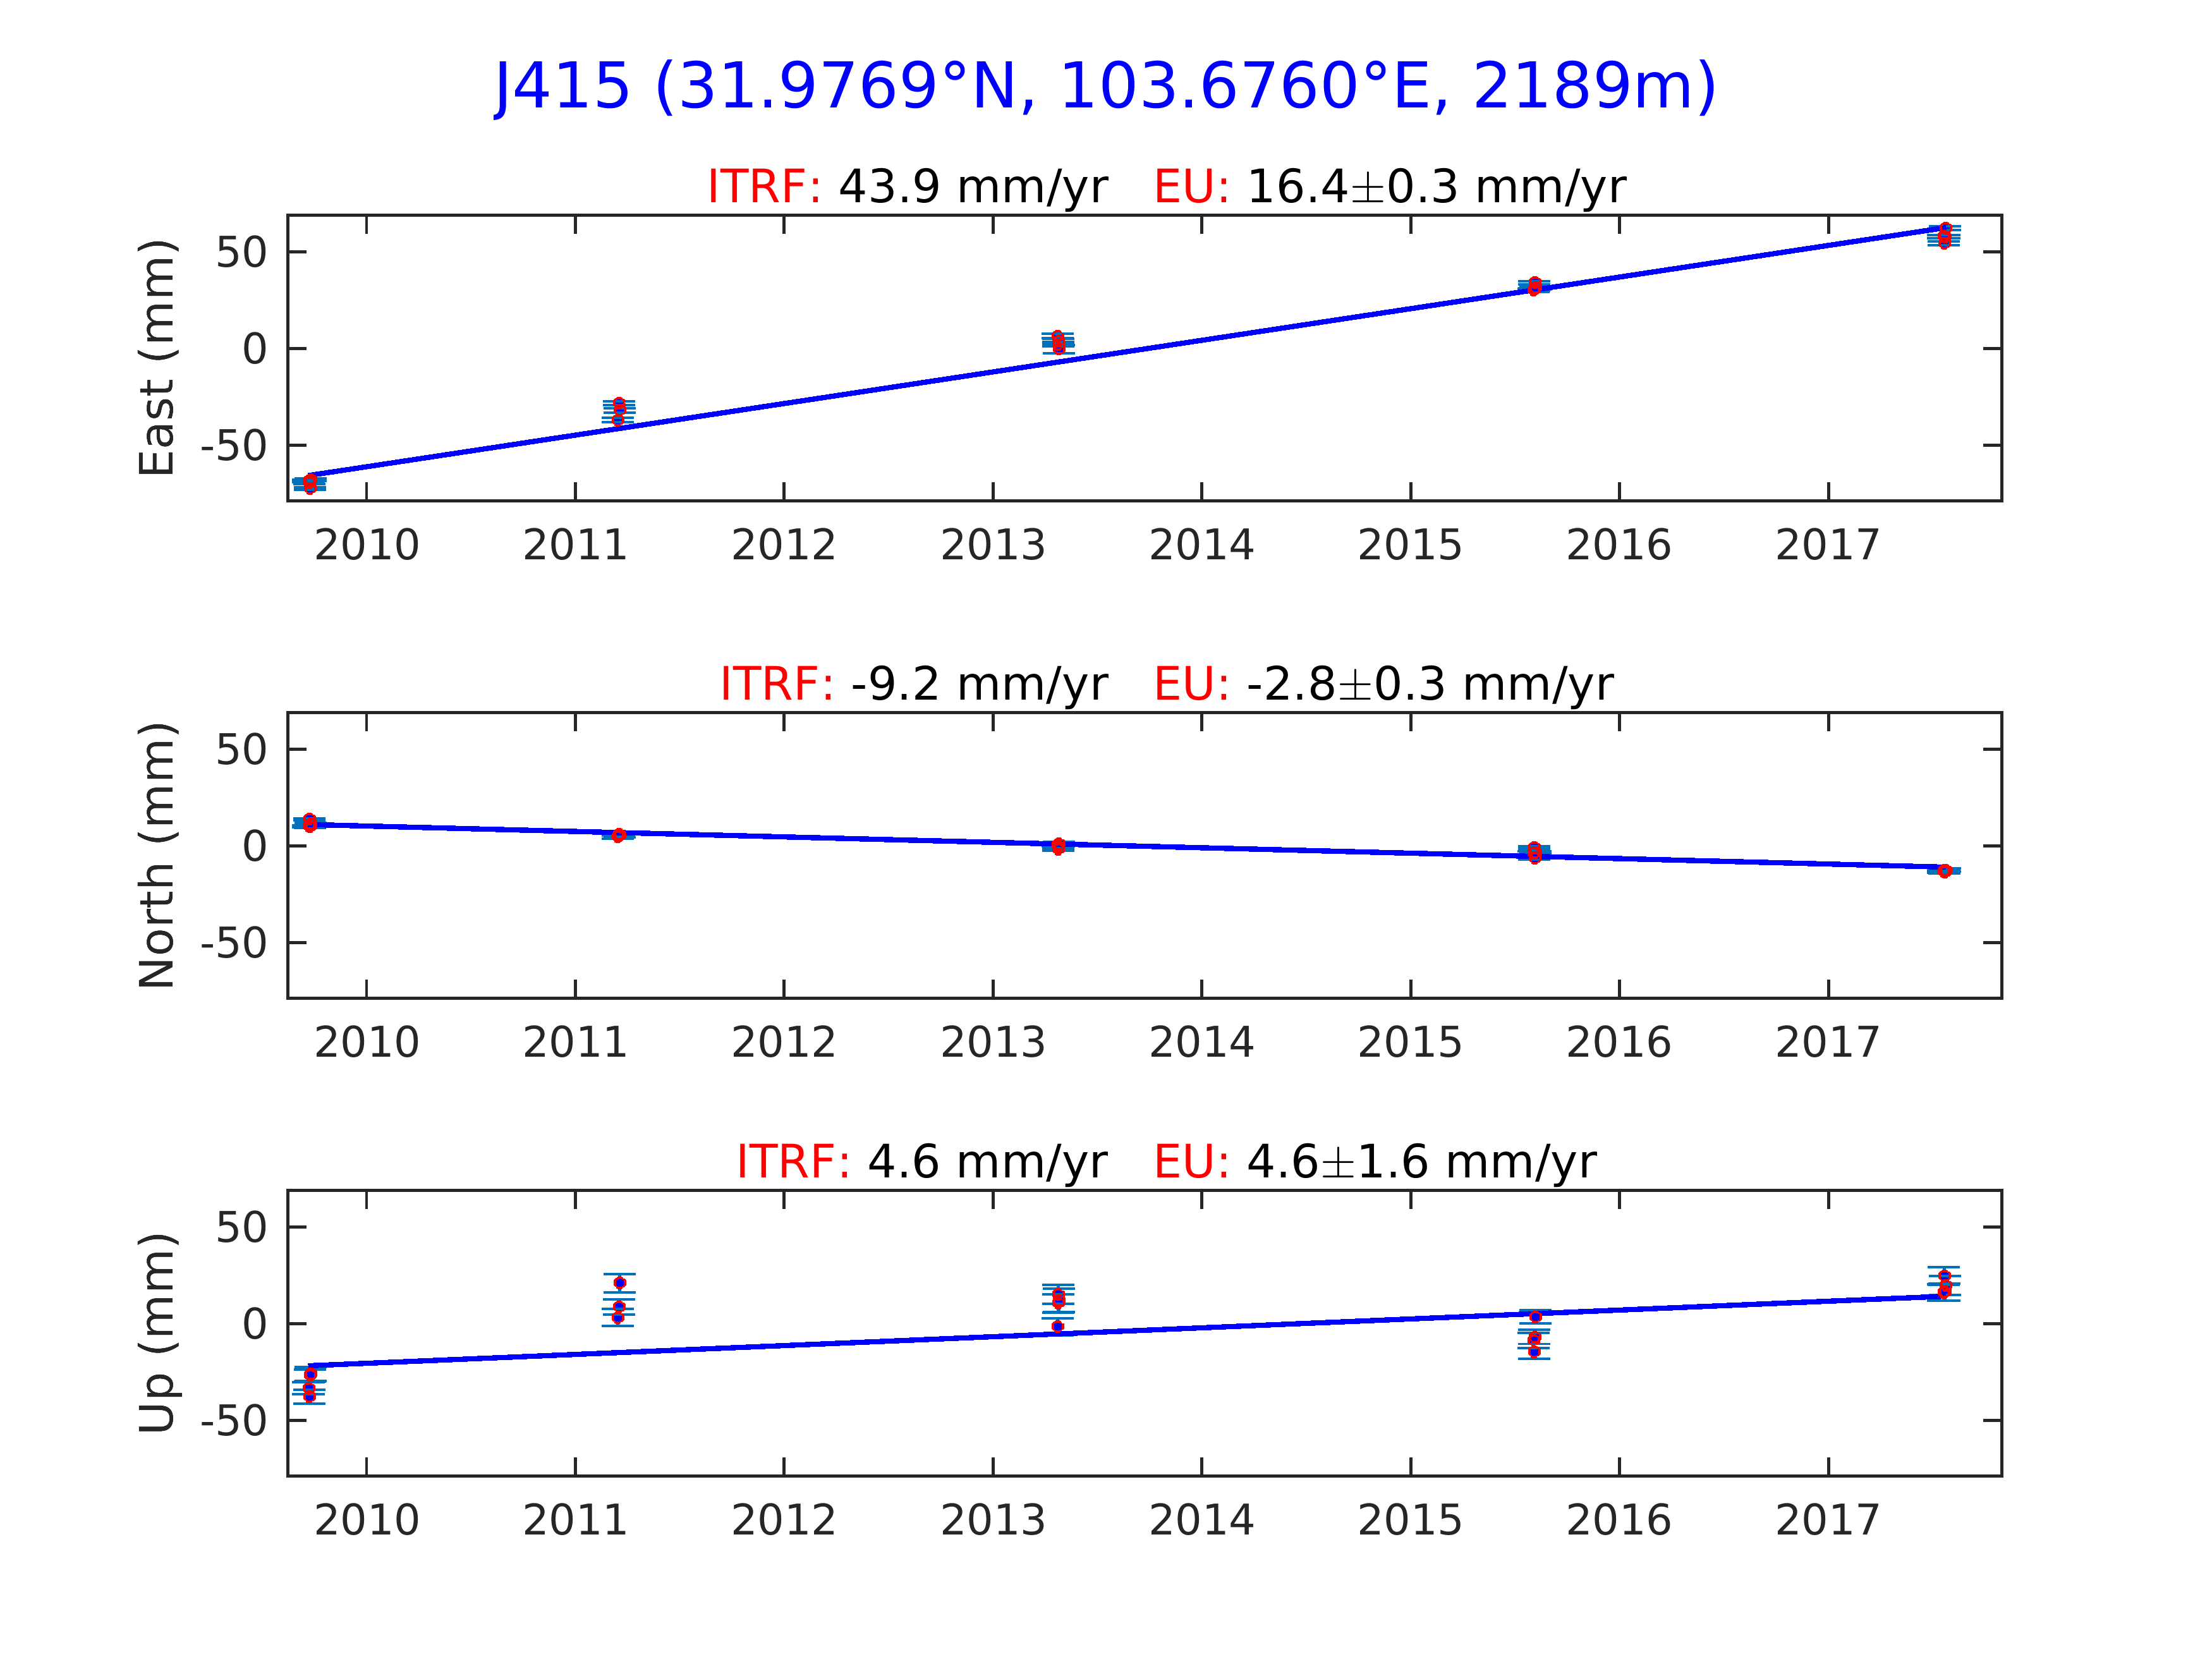 J415 (31.9769°N, 103.6760°E, 2189m)
ITRF: 43.9 mm/yr EU: 16.4±0.3 mm/yr
East (mm)
50
0
-50
2010 2011 2012 2013 2014 2015 2016 2017
ITRF: -9.2 mm/yr EU: -2.8±0.3 mm/yr
North (mm)
50
0
-50
2010 2011 2012 2013 2014 2015 2016 2017
ITRF: 4.6 mm/yr EU: 4.6±1.6 mm/yr
Up (mm)
50
0
-50
2010 2011 2012 2013 2014 2015 2016 2017